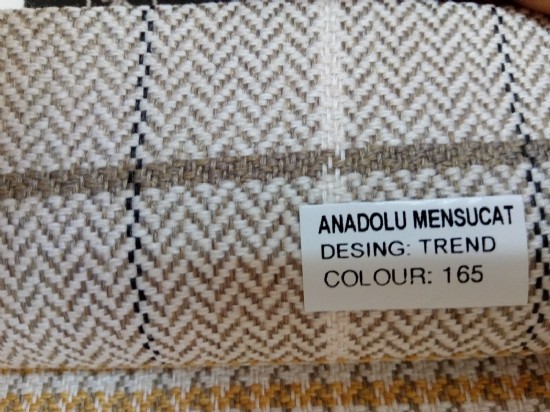 ANADOLU MENSUCAT
DESING: TREND
COLOUR: 165